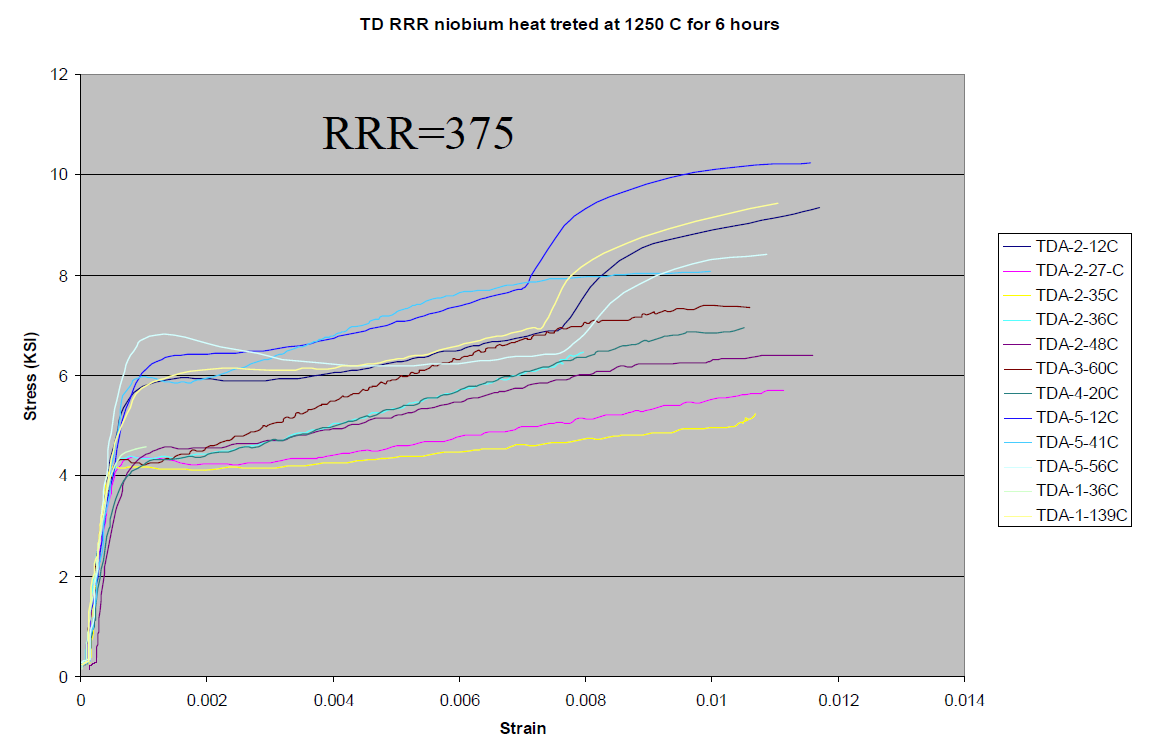 TD RRR niobium heat treted at 1250 C for 6 hours
12
10
8
6
4
2
0
Stress (KSI)
RRR=375
0 0.002 0.004 0.006 0.008 0.01 0.012 0.014
Strain
TDA-2-12C
TDA-2-27-C
TDA-2-35C
TDA-2-36C
TDA-2-48C
TDA-3-60C
TDA-4-20C
TDA-5-12C
TDA-5-41C
TDA-5-56C
TDA-1-36C
TDA-1-139C